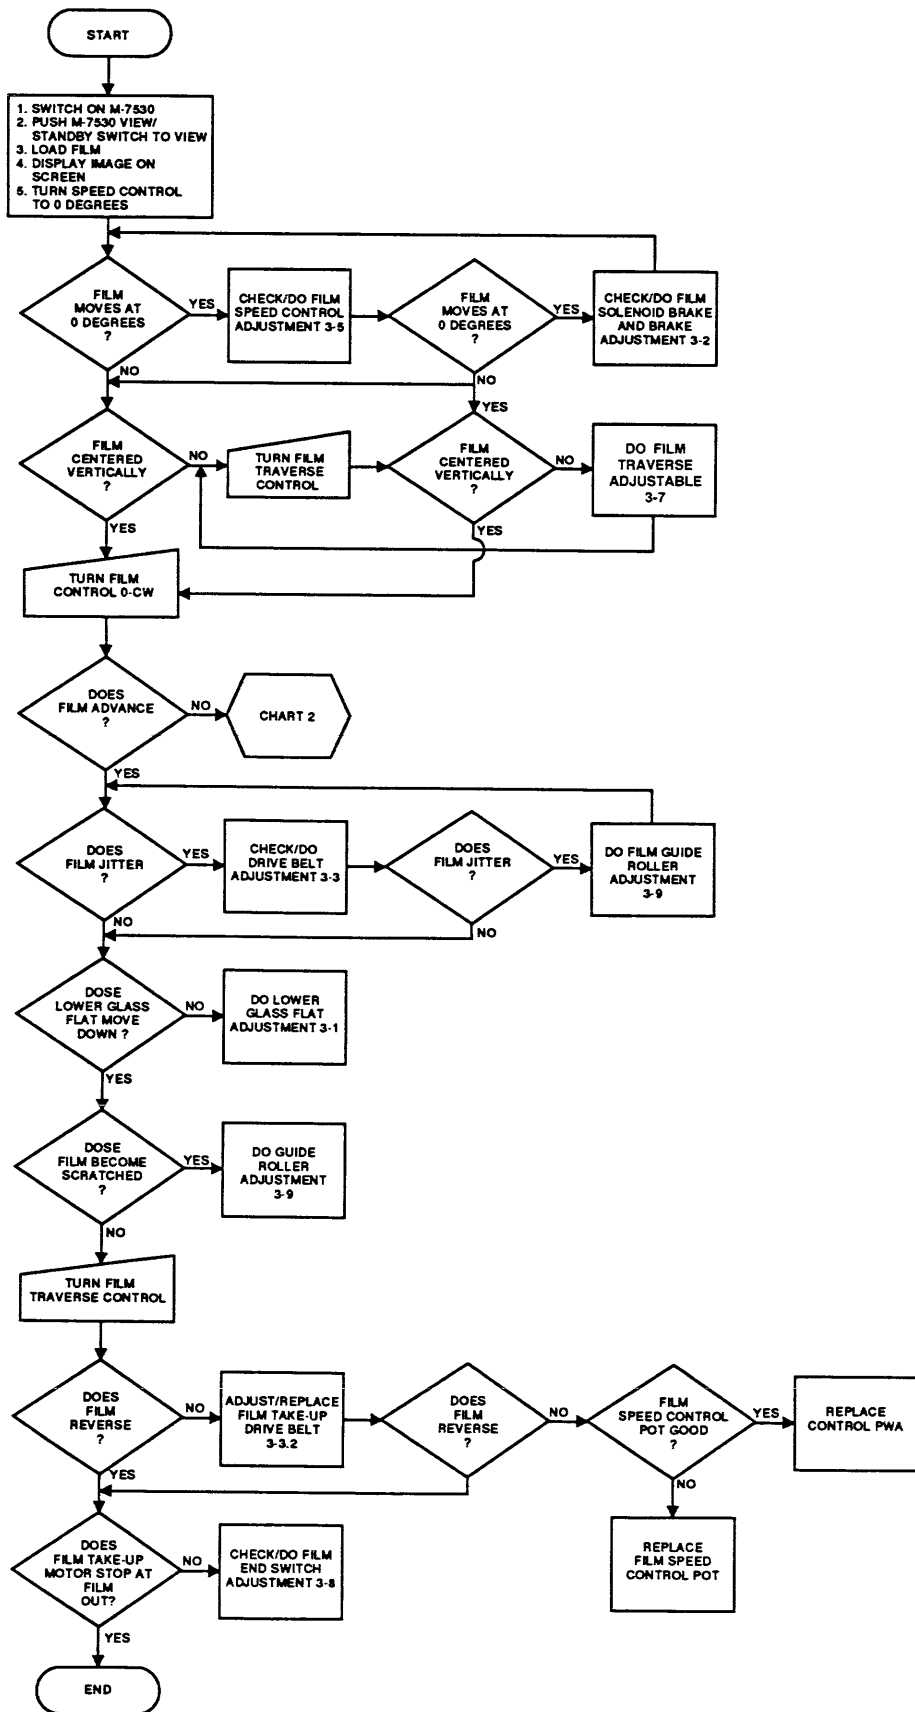 START
1. SWITCH ON M-7530
2. PUSH M-7530 VIEW/
STANDBY SWITCH TO VIEW
3. LOAD FILM
4. DISPLAY IMAGE ON
SCREEN
5. TURN SPEED CONTROL
TO 0 DEGREES
FILM
MOVES AT
0 DEGREES
?
YES
CHECK/DO FILM
SPEED CONTROL
ADJUSTMENT 3-5
FILM
MOVES AT
0 DEGREES
?
YES
CHECK/DO FILM
SOLENOID BRAKE
AND BRAKE
ADJUSTMENT 3-2
NO
NO
YES
FILM
CENTERED
VERTICALLY
?
NO
TURN FILM
TRAVERSE
CONTROL
FILM
CENTERED
VERTICALLY
?
NO
DO FILM
TRAVERSE
ADJUSTABLE
3-7
YES
YES
TURN FILM
CONTROL 0-CW
DOES
FILM ADVANCE
?
NO
CHART 2
YES
DOES
FILM JITTER
?
YES
CHECK/DO
DRIVE BELT
ADJUSTMENT 3-3
DOES
FILM JITTER
?
YES
DO FILM GUIDE
ROLLER
ADJUSTMENT
3-9
NO
NO
DOSE
LOWER GLASS
FLAT MOVE
DOWN ?
NO
DO LOWER
GLASS FLAT
ADJUSTMENT 3-1
YES
DOSE
FILM BECOME
SCRATCHED
?
YES
DO GUIDE
ROLLER
ADJUSTMENT
3-9
NO
TURN FILM
TRAVERSE CONTROL
DOES
FILM
REVERSE
?
NO
ADJUST/REPLACE
FILM TAKE-UP
DRIVE BELT
3-3.2
DOES
FILM
REVERSE
?
NO
FILM
SPEED CONTROL
POT GOOD
?
YES
REPLACE
CONTROL PWA
YES
NO
REPLACE
FILM SPEED
CONTROL POT
DOES
FILM TAKE-UP
MOTOR STOP AT
FILM
OUT?
NO
CHECK/DO FILM
END SWITCH
ADJUSTMENT 3-8
YES
END